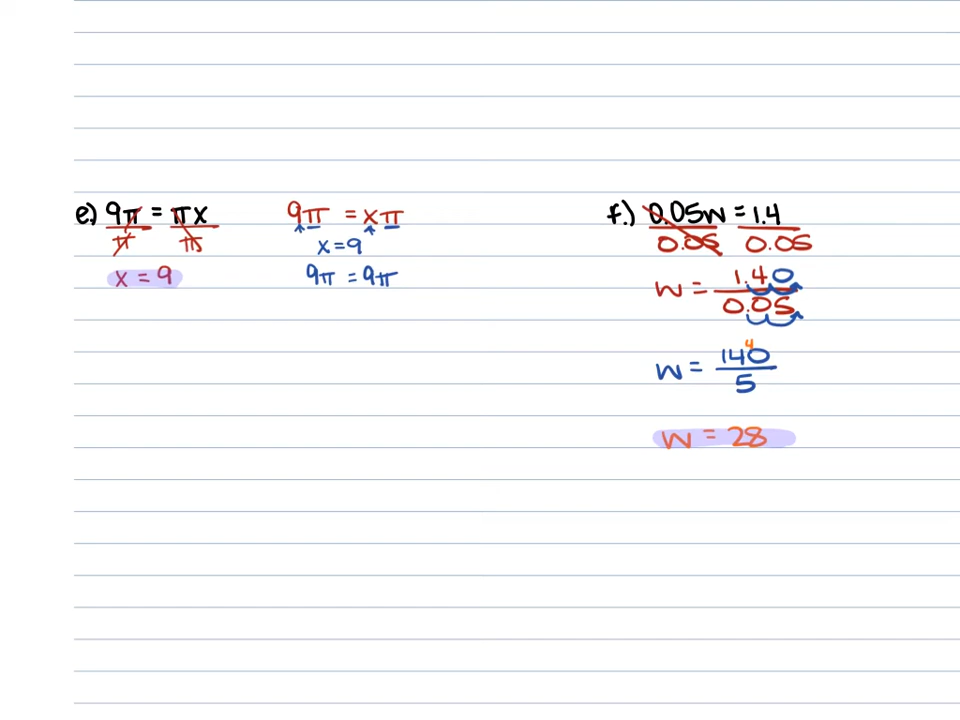 e.) 9π = πx
π π
x = 9
9π = xπ
x = 9
9π = 9π
f.) 0.05w = 1.4
0.05 0.05
w = 1.40
0.05
4
w = 140
5
w = 28